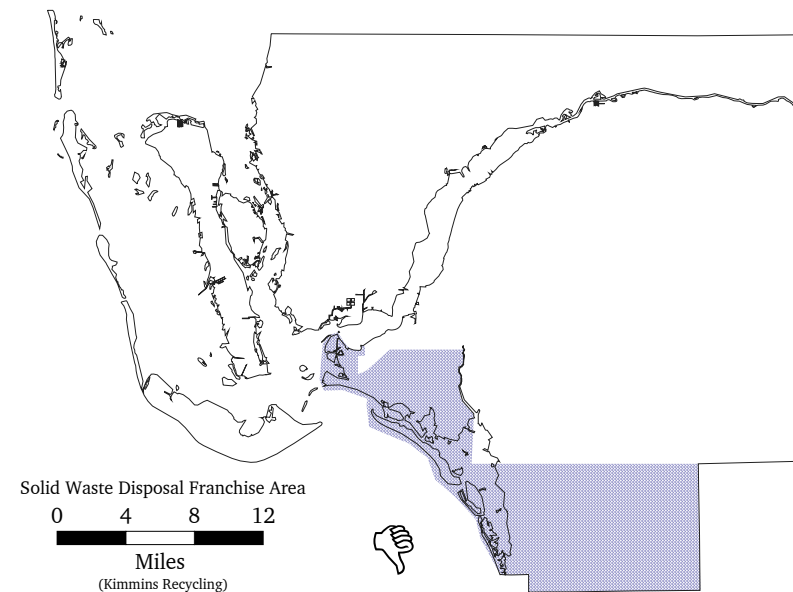 Solid Waste Disposal Franchise Area
0 4 8 12
Miles
(Kimmins Recycling)